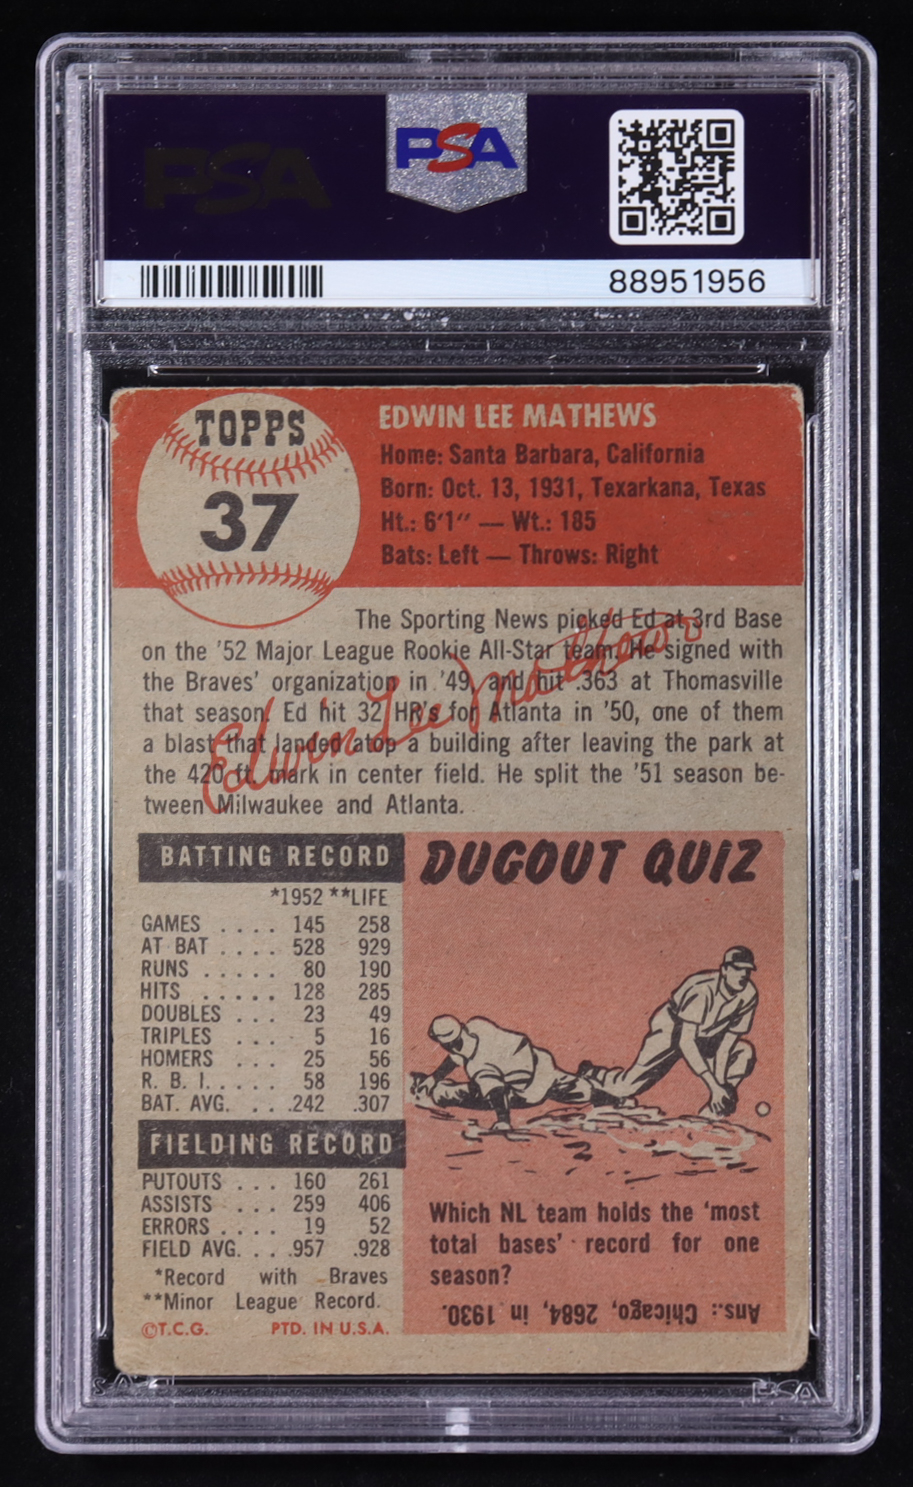 PSA
PSA
88951956
TOPPS
37
EDWIN LEE MATHEWS
Home: Santa Barbara, California
Born: Oct. 13, 1931, Texarkana, Texas
Ht.: 6'1" — Wt.: 185
Bats: Left — Throws: Right
The Sporting News picked Ed at 3rd Base
on the '52 Major League Rookie All-Star team. He signed with
the Braves' organization in '49, and hit .363 at Thomasville
that season. Ed hit 32 HR's for Atlanta in '50, one of them
a blast that landed atop a building after leaving the park at
the 420 ft. mark in center field. He split the '51 season be-
tween Milwaukee and Atlanta.
Edwin Lee Mathews
BATTING RECORD
*1952 **LIFE
GAMES .... 145 258
AT BAT .... 528 929
RUNS ..... 80 190
HITS ..... 128 285
DOUBLES ... 23 49
TRIPLES ... 5 16
HOMERS ... 25 56
R. B. I. .... 58 196
BAT. AVG. ... .242 .307
FIELDING RECORD
PUTOUTS ... 160 261
ASSISTS ... 259 406
ERRORS .... 19 52
FIELD AVG. ... .957 .928
*Record with Braves
**Minor League Record.
©T.C.G. PTD. IN U.S.A.
DUGOUT QUIZ
Which NL team holds the 'most
total bases' record for one
season?
Ans.: Chicago, 2684, in 1930.
PSA